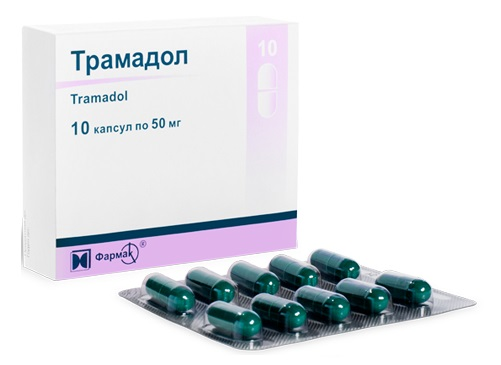 Трамадол
10
Tramadol
10 капсул по 50 мг
Фармак®